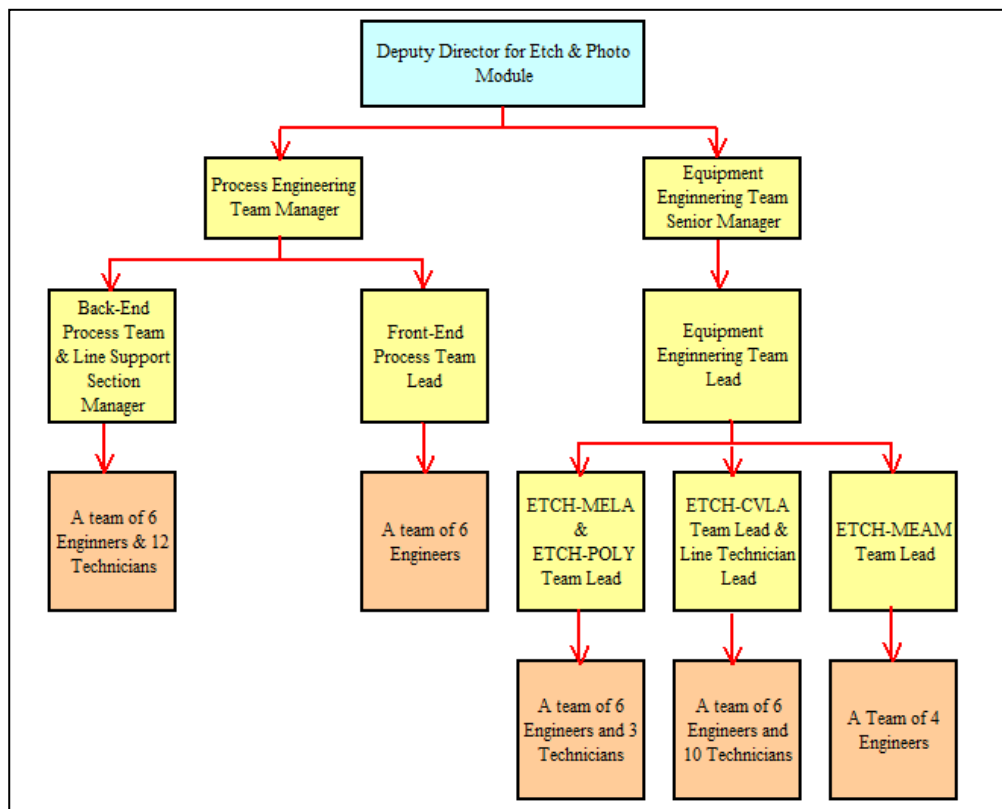 Deputy Director for Etch & Photo
Module
Process Engineering
Team Manager
Equipment
Enginnering Team
Senior Manager
Back-End
Process Team
& Line Support
Section
Manager
Front-End
Process Team
Lead
Equipment
Enginnering Team
Lead
A team of 6
Enginners & 12
Technicians
A team of 6
Engineers
ETCH-MELA
&
ETCH-POLY
Team Lead
ETCH-CVLA
Team Lead &
Line Technician
Lead
ETCH-MEAM
Team Lead
A team of 6
Engineers and 3
Technicians
A team of 6
Engineers and
10 Technicians
A Team of 4
Engineers